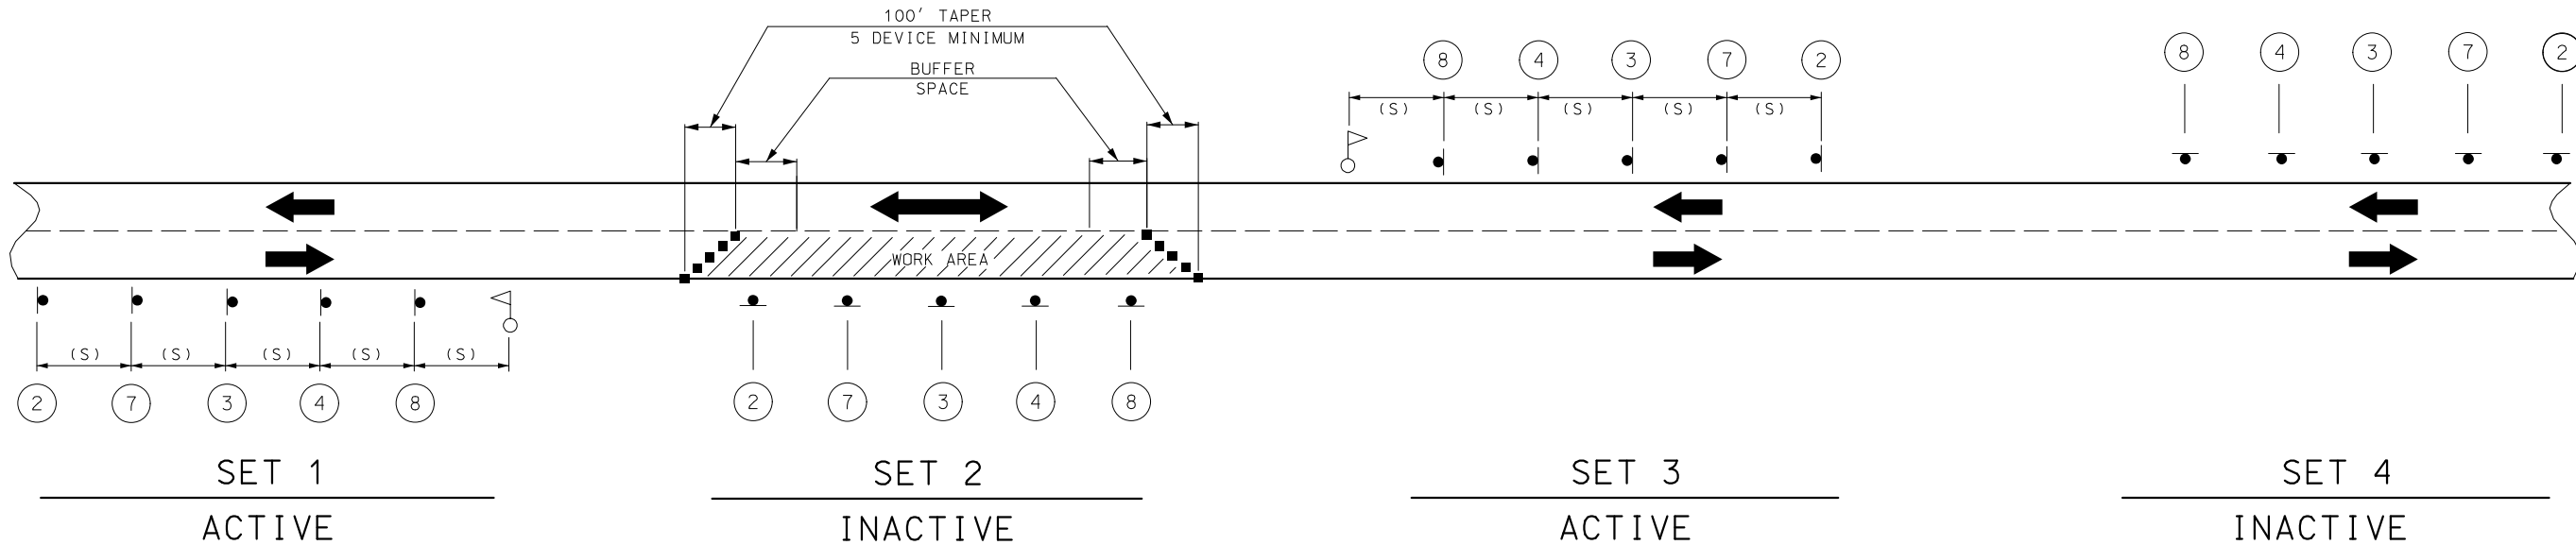 100' TAPER
5 DEVICE MINIMUM
BUFFER
SPACE
8 4 3 7 2
8 4 3 7 2
(S) (S) (S) (S) (S)
WORK AREA
(S) (S) (S) (S) (S)
2 7 3 4 8
2 7 3 4 8
SET 1
ACTIVE
SET 2
INACTIVE
SET 3
ACTIVE
SET 4
INACTIVE